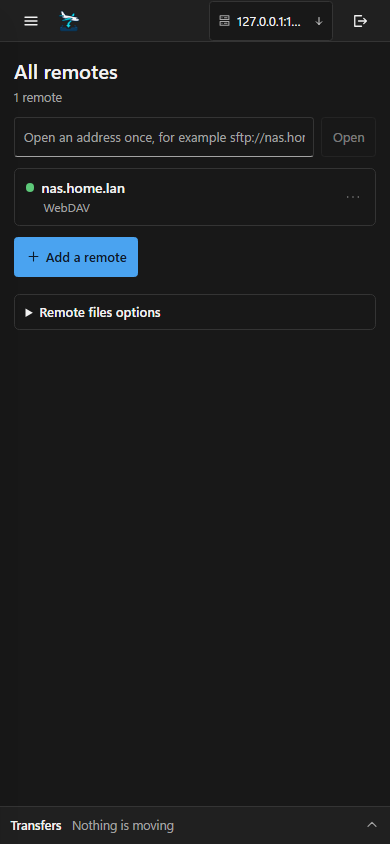 127.0.0.1:1...
All remotes
1 remote
Open an address once, for example sftp://nas.hor
Open
nas.home.lan
WebDAV
...
+ Add a remote
Remote files options
Transfers Nothing is moving